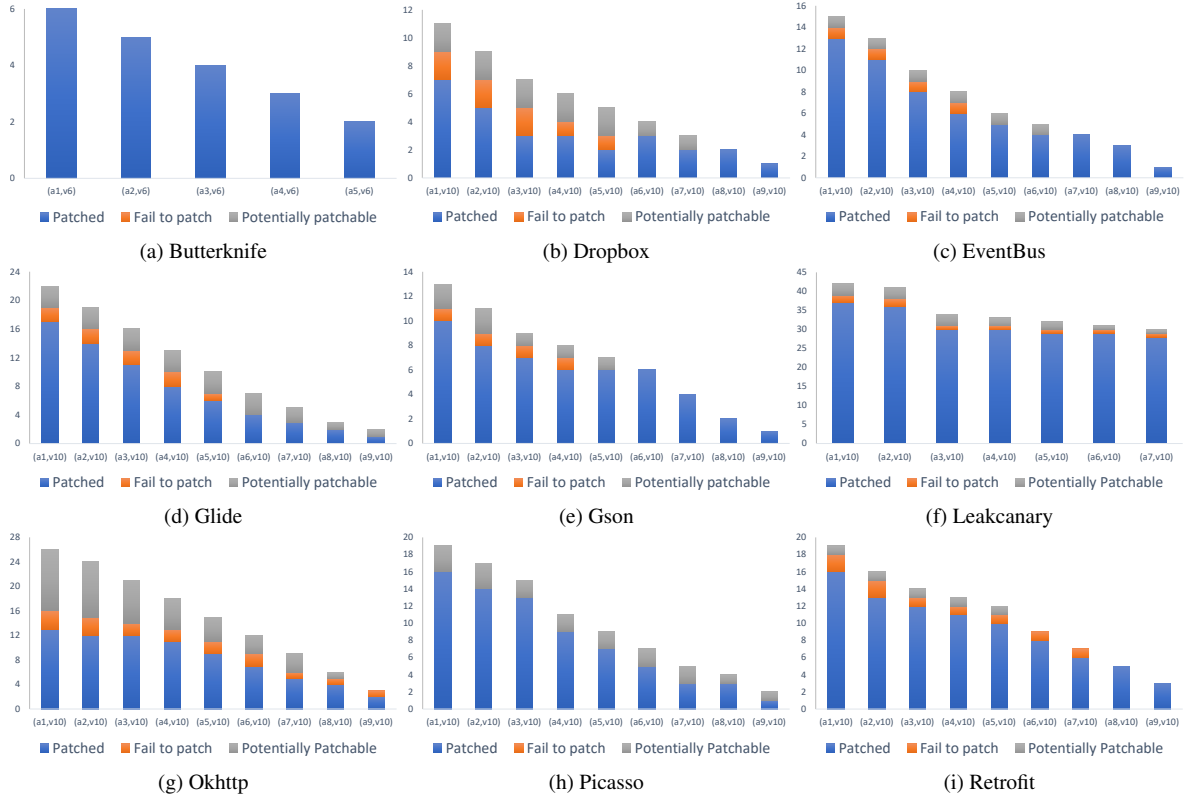 6
4
2
0
(a1,v6) (a2,v6) (a3,v6) (a4,v6) (a5,v6)
Patched Fail to patch Potentially patchable
(a) Butterknife
12
10
8
6
4
2
0
(a1,v10) (a2,v10) (a3,v10) (a4,v10) (a5,v10) (a6,v10) (a7,v10) (a8,v10) (a9,v10)
Patched Fail to patch Potentially patchable
(b) Dropbox
16
14
12
10
8
6
4
2
0
(a1,v10) (a2,v10) (a3,v10) (a4,v10) (a5,v10) (a6,v10) (a7,v10) (a8,v10) (a9,v10)
Patched Fail to patch Potentially patchable
(c) EventBus
24
20
16
12
8
4
0
(a1,v10) (a2,v10) (a3,v10) (a4,v10) (a5,v10) (a6,v10) (a7,v10) (a8,v10) (a9,v10)
Patched Fail to patch Potentially patchable
(d) Glide
14
12
10
8
6
4
2
0
(a1,v10) (a2,v10) (a3,v10) (a4,v10) (a5,v10) (a6,v10) (a7,v10) (a8,v10) (a9,v10)
Patched Fail to patch Potentially patchable
(e) Gson
45
40
35
30
25
20
15
10
5
0
(a1,v10) (a2,v10) (a3,v10) (a4,v10) (a5,v10) (a6,v10) (a7,v10)
Patched Fail to patch Potentially patchable
(f) Leakcanary
28
24
20
16
12
8
4
0
(a1,v10) (a2,v10) (a3,v10) (a4,v10) (a5,v10) (a6,v10) (a7,v10) (a8,v10) (a9,v10)
Patched Fail to patch Potentially patchable
(g) Okhttp
20
18
16
14
12
10
8
6
4
2
0
(a1,v10) (a2,v10) (a3,v10) (a4,v10) (a5,v10) (a6,v10) (a7,v10) (a8,v10) (a9,v10)
Patched Fail to patch Potentially patchable
(h) Picasso
20
18
16
14
12
10
8
6
4
2
0
(a1,v10) (a2,v10) (a3,v10) (a4,v10) (a5,v10) (a6,v10) (a7,v10) (a8,v10) (a9,v10)
Patched Fail to patch Potentially patchable
(i) Retrofit